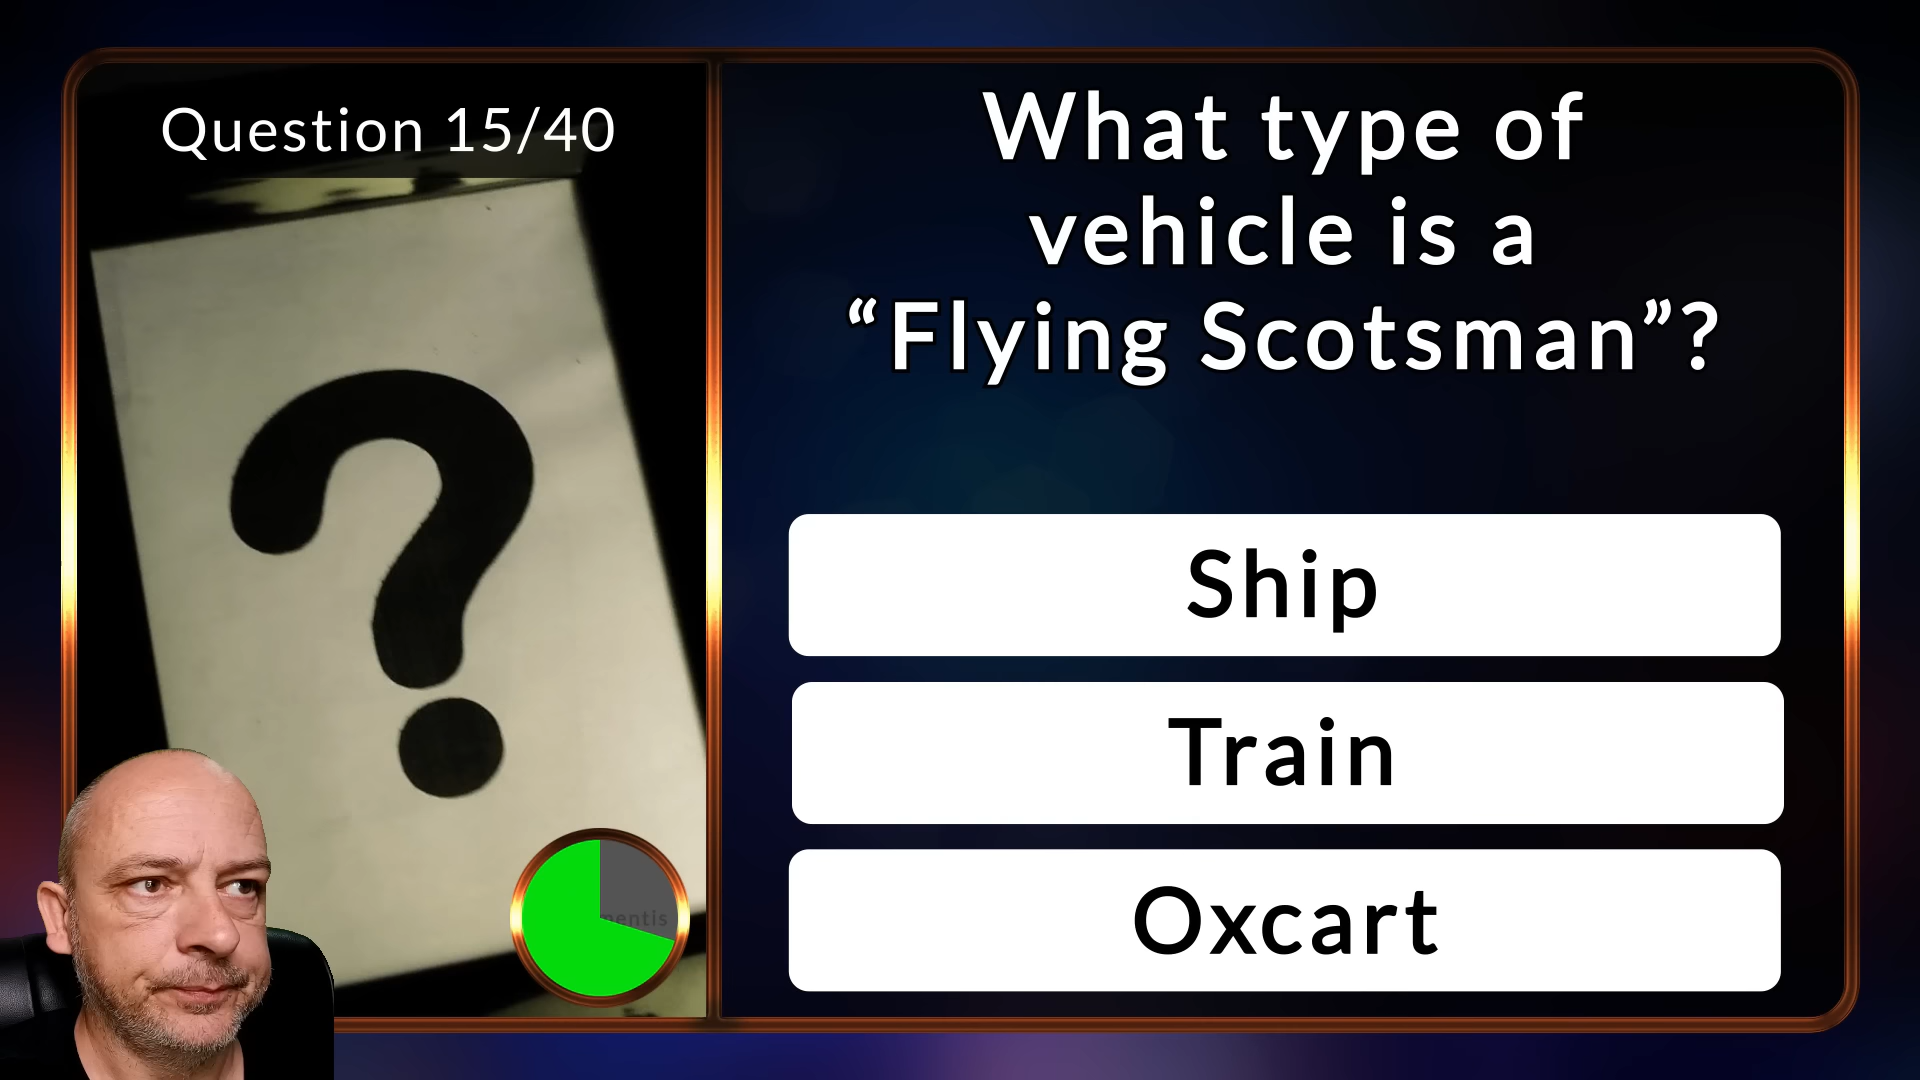 Question 15/40
What type of
vehicle is a
“Flying Scotsman”?
Ship
Train
Oxcart